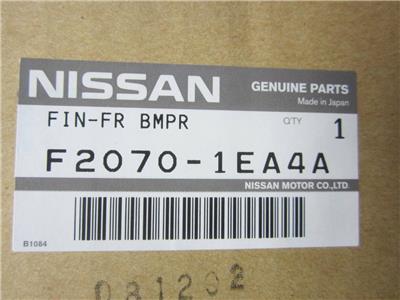 NISSAN
GENUINE PARTS
Made in Japan
FIN-FR BMPR
Q'TY 1
F2070-1EA4A
NISSAN MOTOR CO.,LTD.
B1084
081202